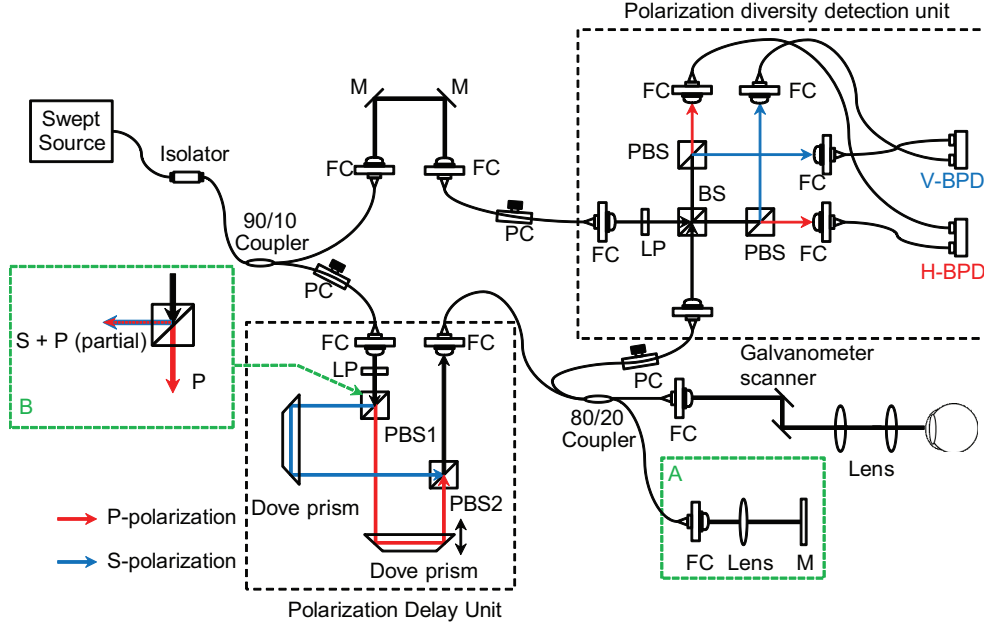 Polarization diversity detection unit
M
M
FC
FC
Swept
Source
Isolator
PBS
FC
V-BPD
FC
FC
BS
90/10
Coupler
PC
FC
LP
PBS
FC
H-BPD
PC
S + P (partial)
P
B
FC
FC
LP
PBS1
PBS2
Dove prism
Dove prism
Polarization Delay Unit
PC
80/20
Coupler
FC
Galvanometer
scanner
Lens
A
FC
Lens
M
P-polarization
S-polarization